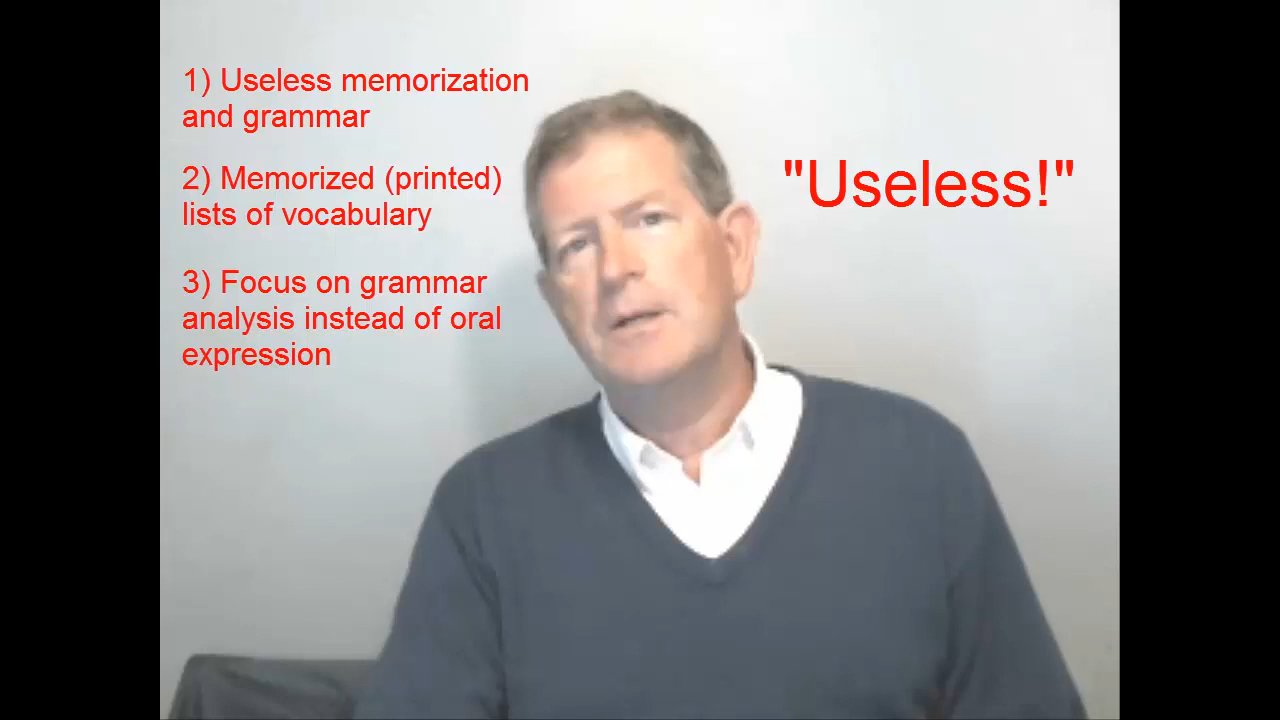 1) Useless memorization
and grammar
2) Memorized (printed)
lists of vocabulary
3) Focus on grammar
analysis instead of oral
expression
"Useless!"